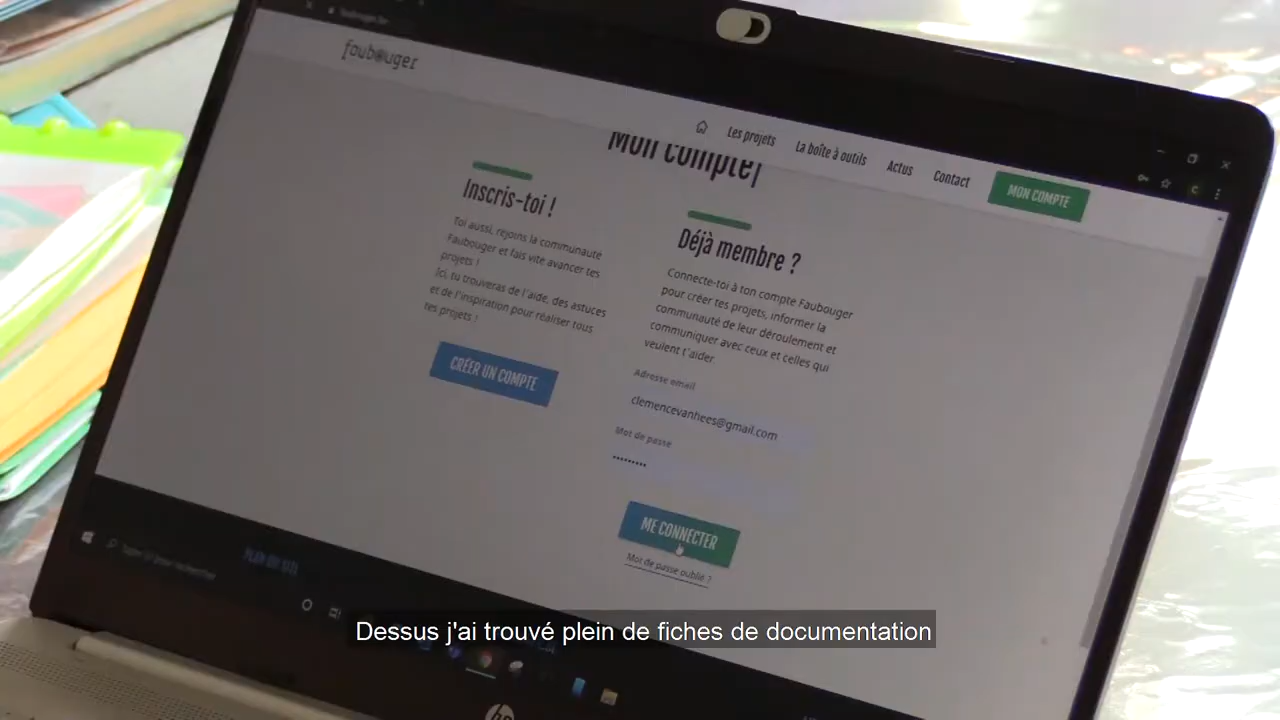 faubouger
Les projets
La boîte à outils
Actus
Contact
MON COMPTE
Mon compte
Inscris-toi !
Toi aussi, rejoins la communauté
Faubouger et fais vite avancer tes
projets !
Ici, tu trouveras de l'aide, des astuces
et de l'inspiration pour réaliser tous
tes projets !
CRÉER UN COMPTE
Déjà membre ?
Connecte-toi à ton compte Faubouger
pour créer tes projets, informer la
communauté de leur déroulement et
communiquer avec ceux et celles qui
veulent t'aider.
Adresse email
clemencevanhees@gmail.com
Mot de passe
ME CONNECTER
Mot de passe oublié ?
PLAN DU SITE
hp
Dessus j'ai trouvé plein de fiches de documentation